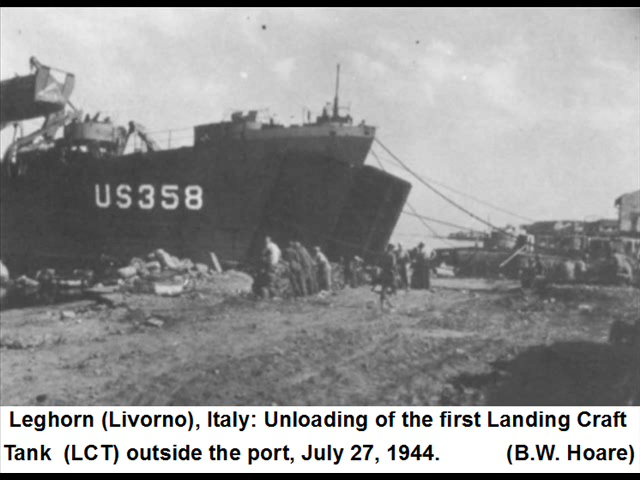 US358
Leghorn (Livorno), Italy: Unloading of the first Landing Craft
Tank (LCT) outside the port, July 27, 1944. (B.W. Hoare)